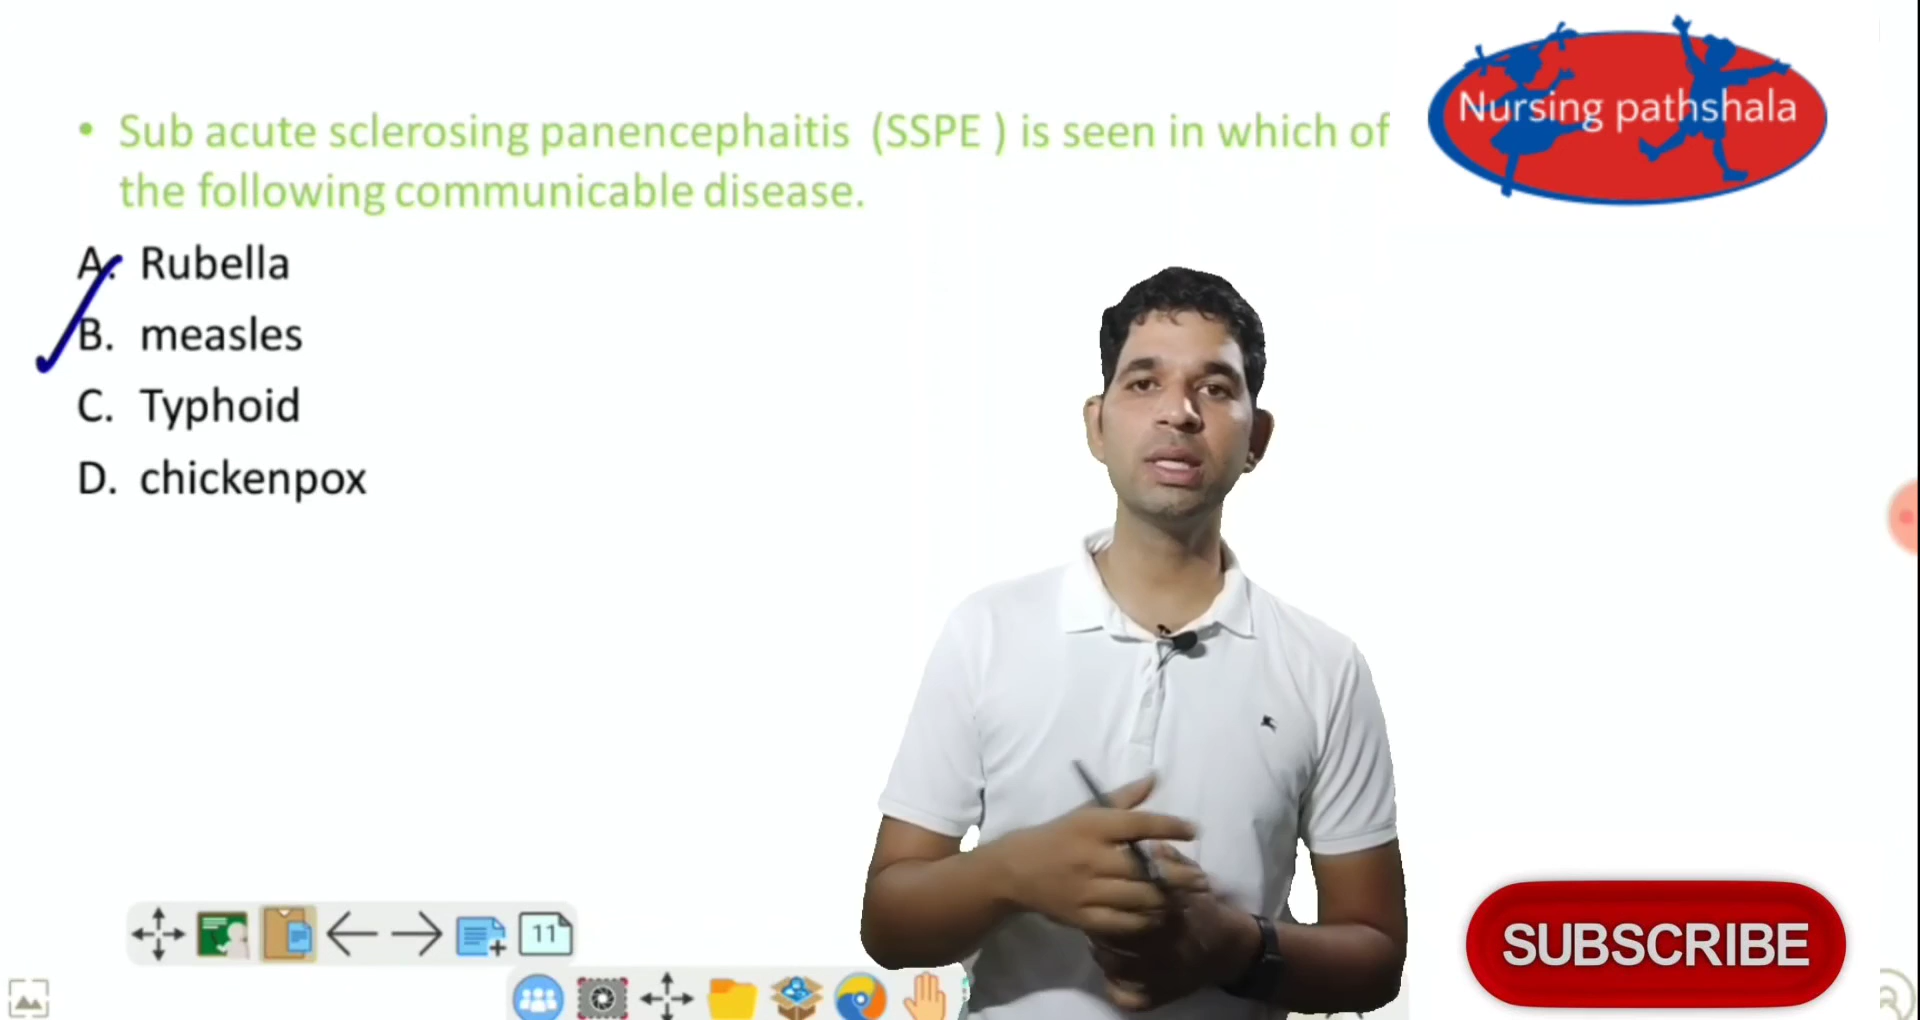 Nursing pathshala
• Sub acute sclerosing panencephaitis (SSPE ) is seen in which of
the following communicable disease.
A. Rubella
B. measles
C. Typhoid
D. chickenpox
11
SUBSCRIBE